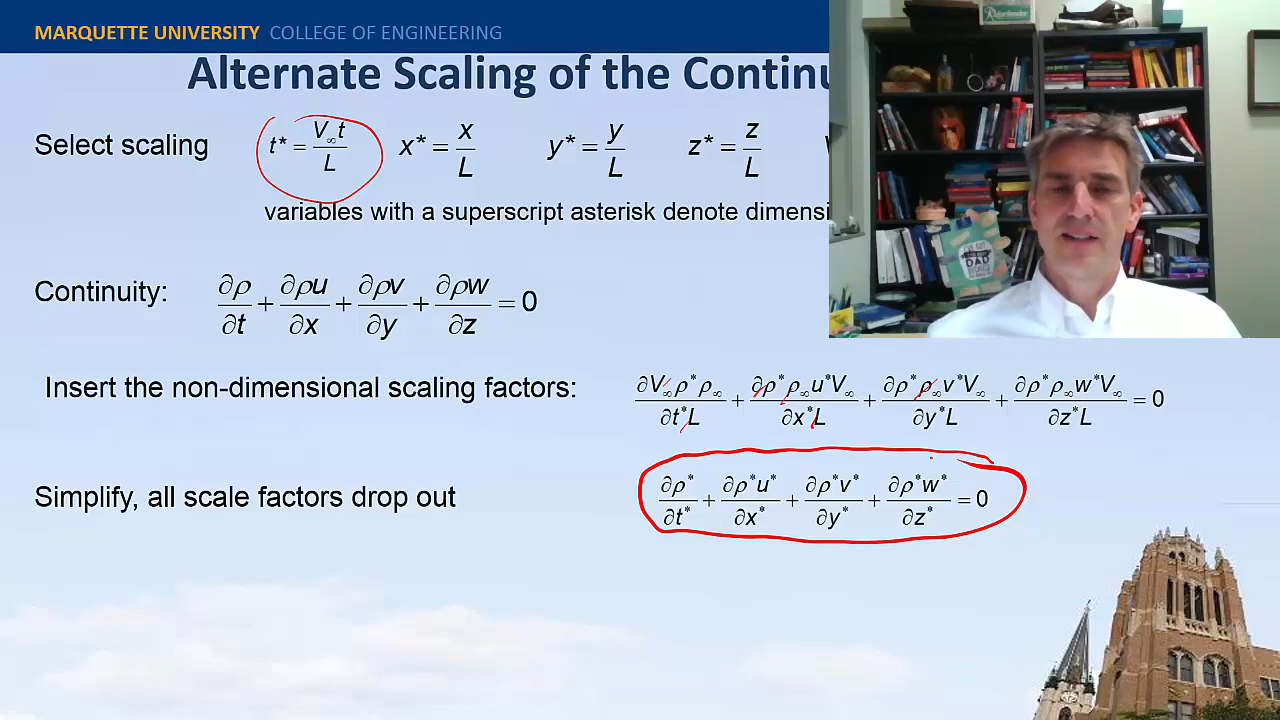 MARQUETTE UNIVERSITY COLLEGE OF ENGINEERING
Alternate Scaling of the Continu
Select scaling t* = V∞t / L x* = x / L y* = y / L z* = z / L
variables with a superscript asterisk denote dimensi
Continuity: ∂ρ/∂t + ∂ρu/∂x + ∂ρv/∂y + ∂ρw/∂z = 0
Insert the non-dimensional scaling factors: ∂V∞ρ*ρ∞/∂t*L + ∂ρ*ρ∞u*V∞/∂x*L + ∂ρ*ρ∞v*V∞/∂y*L + ∂ρ*ρ∞w*V∞/∂z*L = 0
Simplify, all scale factors drop out ∂ρ*/∂t* + ∂ρ*u*/∂x* + ∂ρ*v*/∂y* + ∂ρ*w*/∂z* = 0